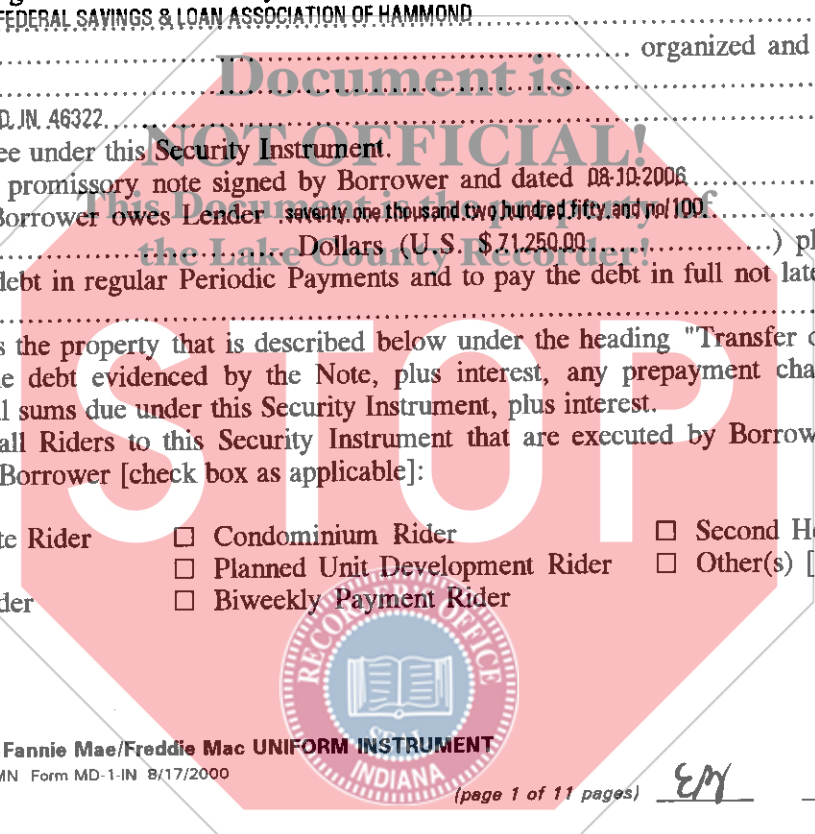 FEDERAL SAVINGS & LOAN ASSOCIATION OF HAMMOND
organized and
Document is
D, IN. 46322
NOT OFFICIAL!
ee under this Security Instrument.
promissory note signed by Borrower and dated 08-10-2006
This Document is the property of
Borrower owes Lender seventy one thousand two hundred fifty and no/100
the Lake County Recorder!
Dollars (U.S. $ 71,250.00) pl
debt in regular Periodic Payments and to pay the debt in full not late
s the property that is described below under the heading "Transfer o
e debt evidenced by the Note, plus interest, any prepayment cha
l sums due under this Security Instrument, plus interest.
all Riders to this Security Instrument that are executed by Borrow
Borrower [check box as applicable]:
STOP
te Rider □ Condominium Rider □ Second Ho
□ Planned Unit Development Rider □ Other(s) [
der □ Biweekly Payment Rider
RECORDER'S OFFICE
SEAL
INDIANA
Fannie Mae/Freddie Mac UNIFORM INSTRUMENT
MN Form MD-1-IN 8/17/2000
(page 1 of 11 pages)